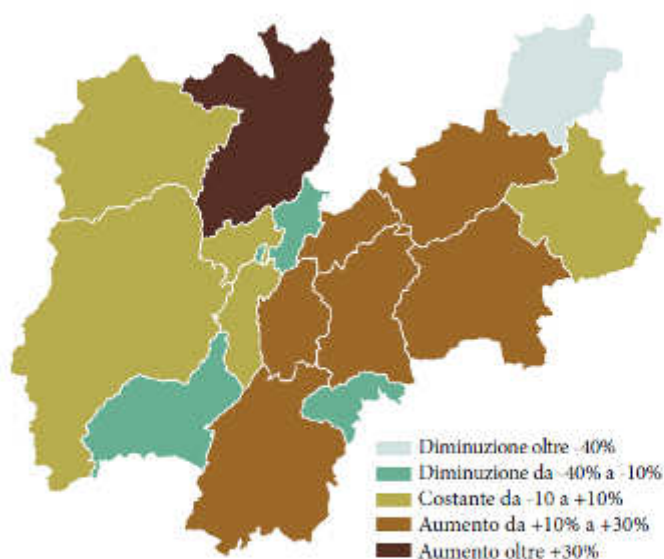 Diminuzione oltre -40%
Diminuzione da -40% a -10%
Costante da -10 a +10%
Aumento da +10% a +30%
Aumento oltre +30%